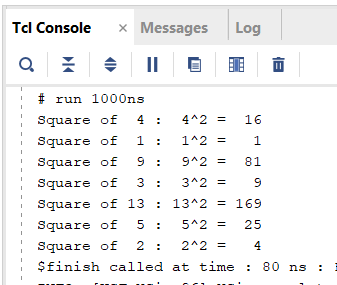 Tcl Console × Messages Log
# run 1000ns
Square of  4 :  4^2 =  16
Square of  1 :  1^2 =   1
Square of  9 :  9^2 =  81
Square of  3 :  3^2 =   9
Square of 13 : 13^2 = 169
Square of  5 :  5^2 =  25
Square of  2 :  2^2 =   4
$finish called at time : 80 ns :